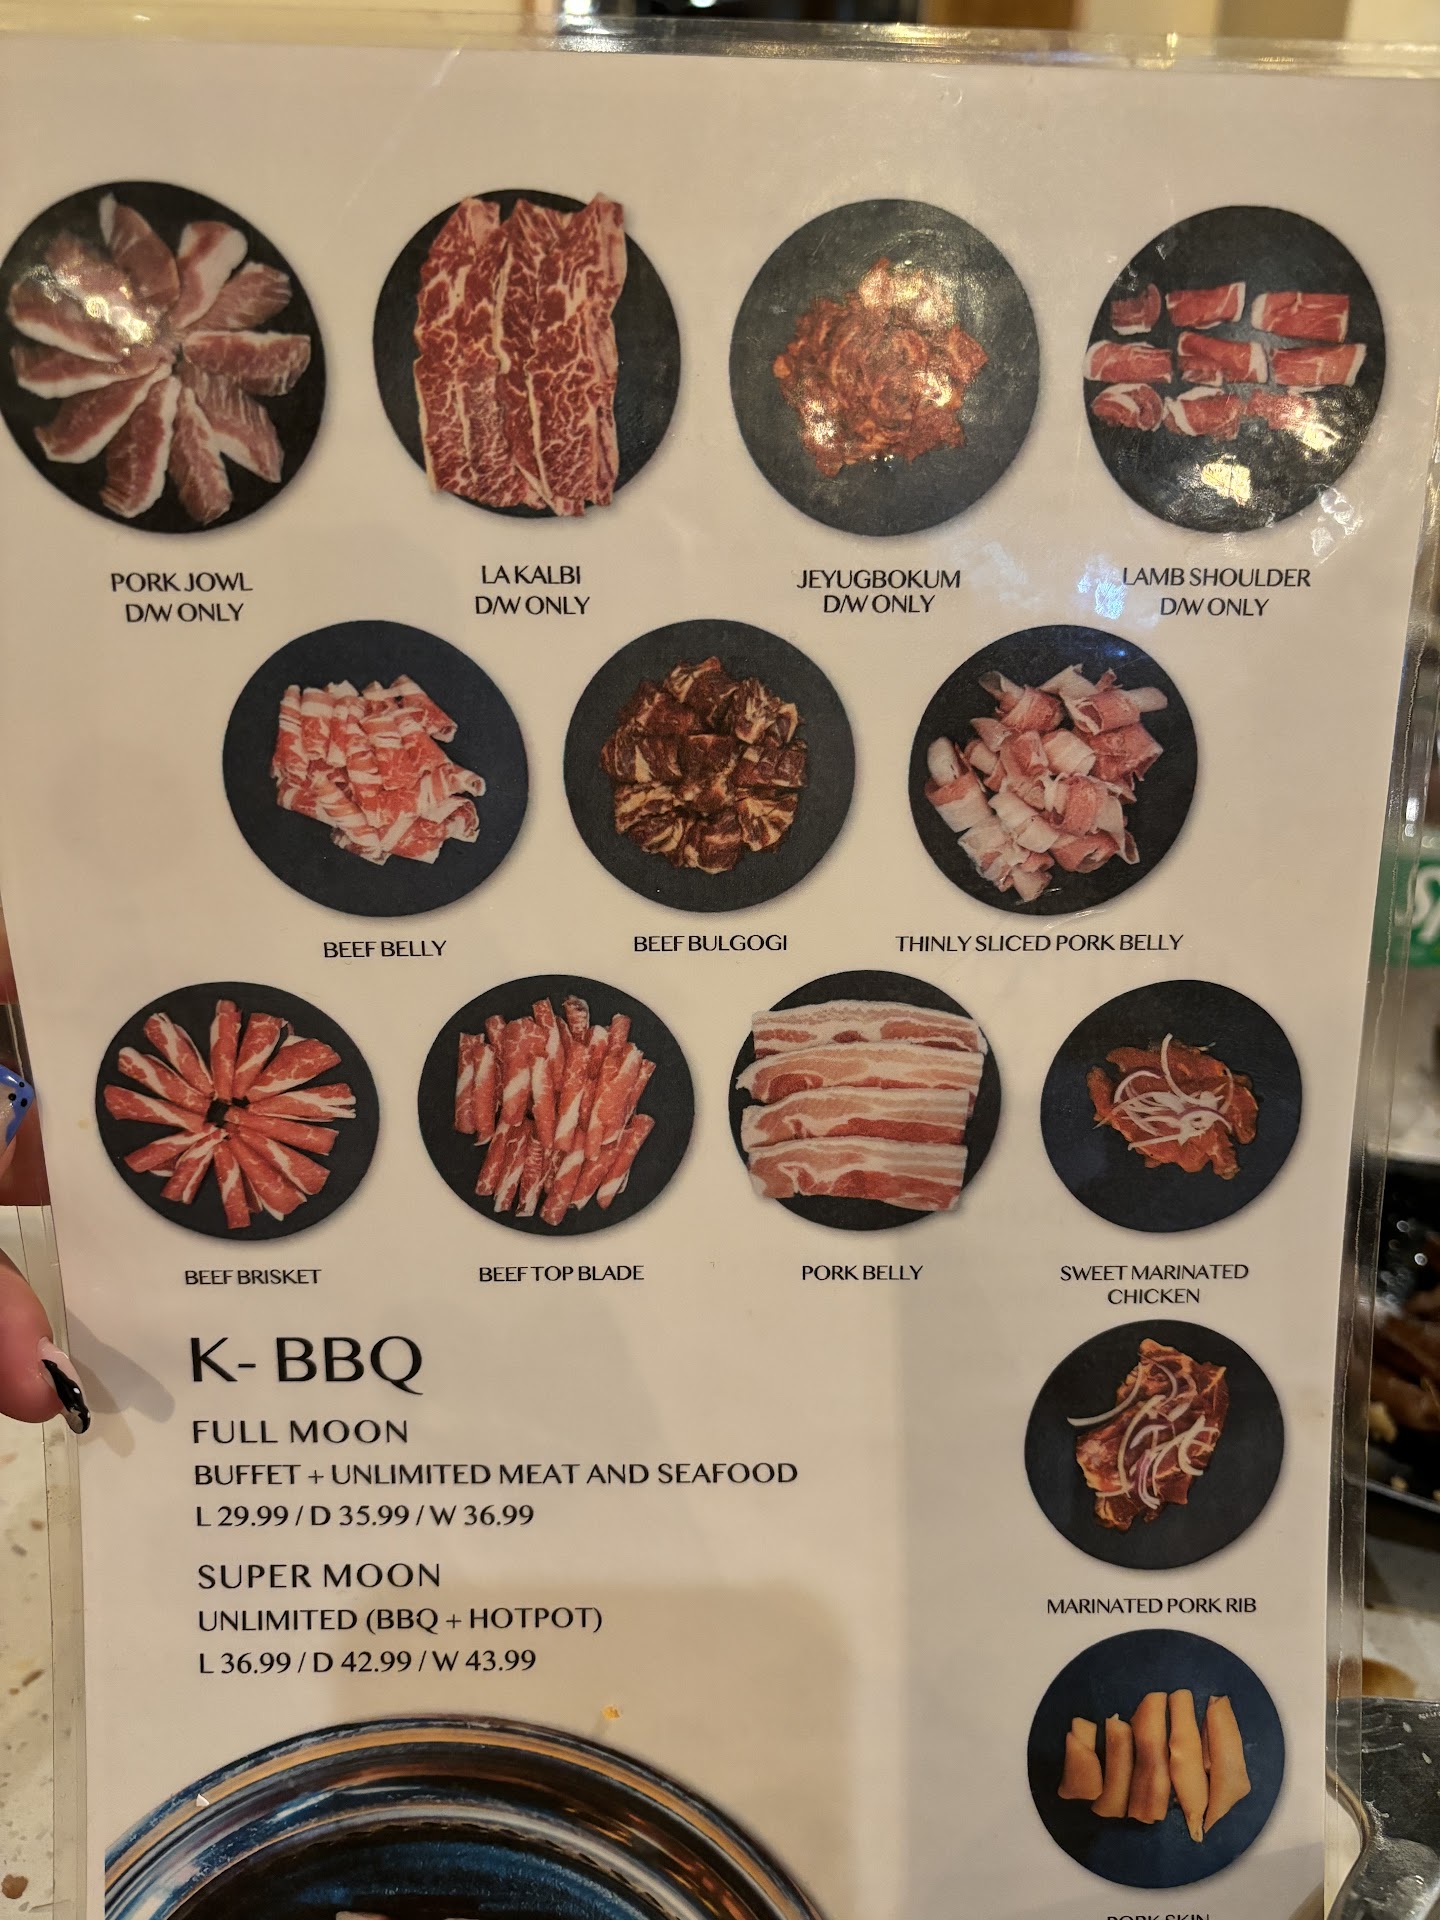 PORK JOWL
D/W ONLY
LA KALBI
D/W ONLY
JEYUGBOKUM
D/W ONLY
LAMB SHOULDER
D/W ONLY
BEEF BELLY
BEEF BULGOGI
THINLY SLICED PORK BELLY
BEEF BRISKET
BEEF TOP BLADE
PORK BELLY
SWEET MARINATED
CHICKEN
K- BBQ
FULL MOON
BUFFET + UNLIMITED MEAT AND SEAFOOD
L 29.99 / D 35.99 / W 36.99
SUPER MOON
UNLIMITED (BBQ + HOTPOT)
L 36.99 / D 42.99 / W 43.99
MARINATED PORK RIB
PORK SKIN